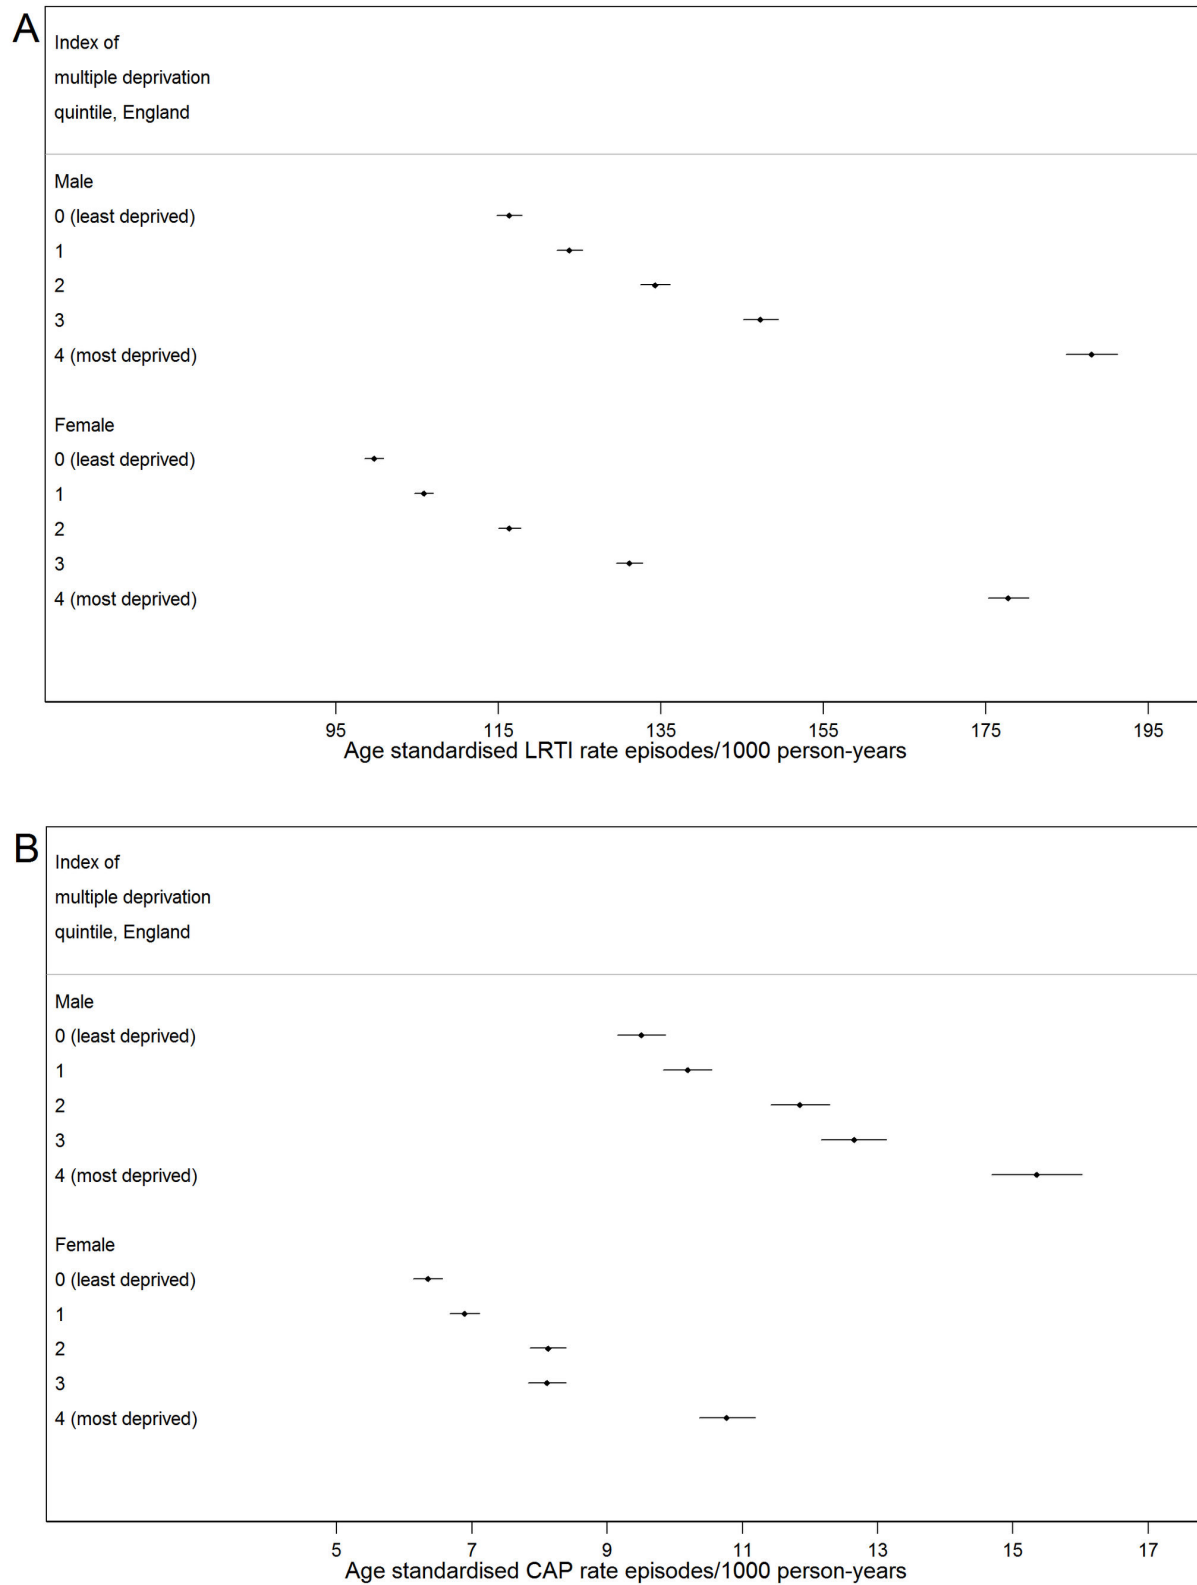 A
Index of
multiple deprivation
quintile, England
Male
0 (least deprived)
1
2
3
4 (most deprived)
Female
0 (least deprived)
1
2
3
4 (most deprived)
95 115 135 155 175 195
Age standardised LRTI rate episodes/1000 person-years
B
Index of
multiple deprivation
quintile, England
Male
0 (least deprived)
1
2
3
4 (most deprived)
Female
0 (least deprived)
1
2
3
4 (most deprived)
5 7 9 11 13 15 17
Age standardised CAP rate episodes/1000 person-years